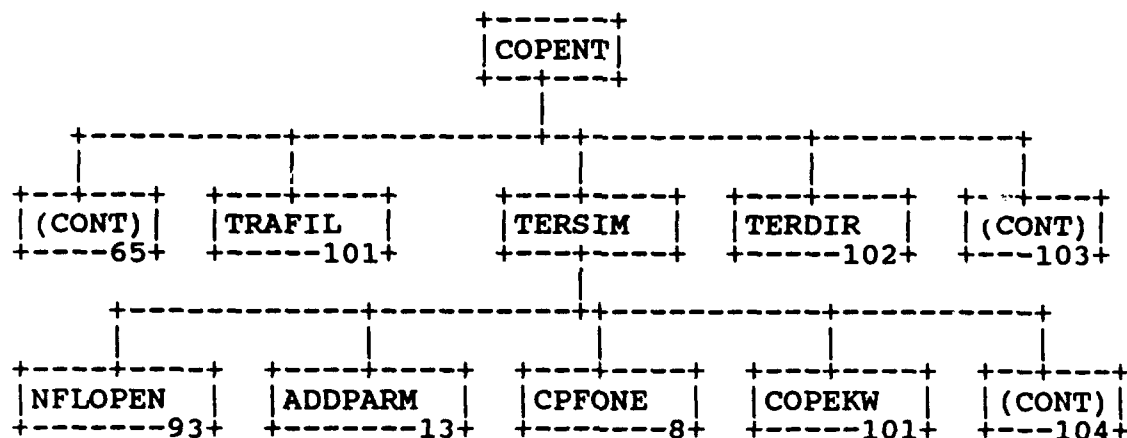 COPENT
(CONT) TRAFIL TERSIM TERDIR (CONT)
65 101 102 103
NFLOPEN ADDPARM CPFONE COPEKW (CONT)
93 13 8 101 104